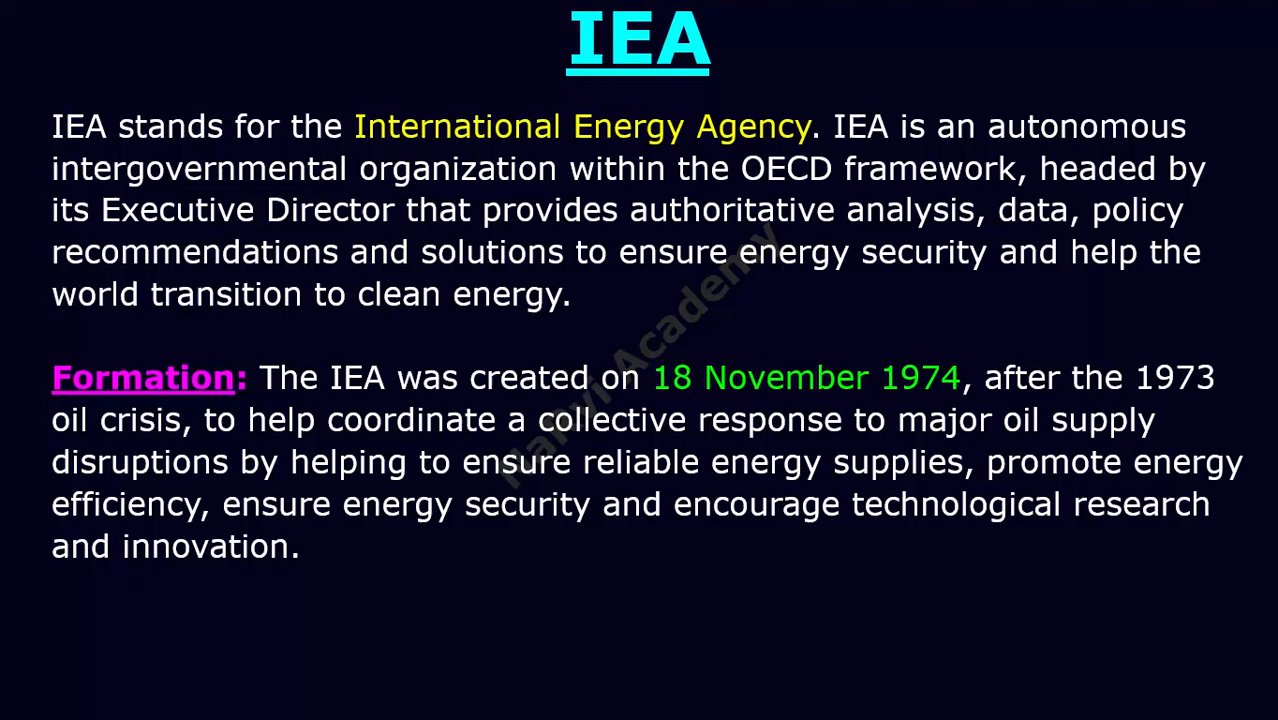 IEA
IEA stands for the International Energy Agency. IEA is an autonomous
intergovernmental organization within the OECD framework, headed by
its Executive Director that provides authoritative analysis, data, policy
recommendations and solutions to ensure energy security and help the
world transition to clean energy.
Formation: The IEA was created on 18 November 1974, after the 1973
oil crisis, to help coordinate a collective response to major oil supply
disruptions by helping to ensure reliable energy supplies, promote energy
efficiency, ensure energy security and encourage technological research
and innovation.
Academy